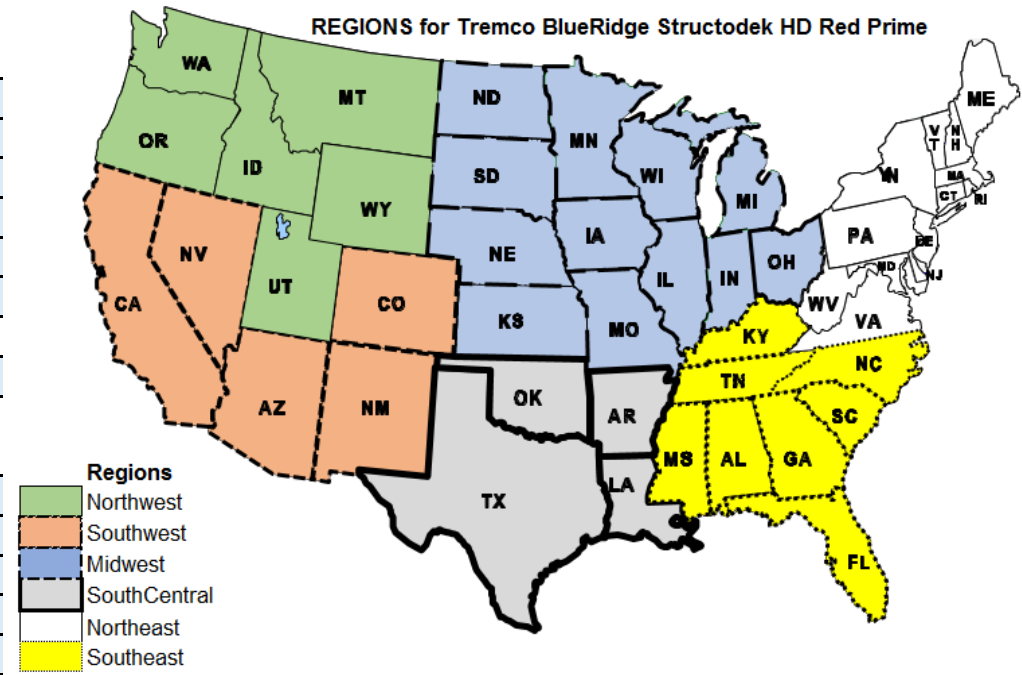 REGIONS for Tremco BlueRidge Structodek HD Red Prime
WA
MT
ND
MN
ME
OR
ID
SD
WI
MI
VT
NH
MA
CT
RI
WY
NV
NE
IA
PA
DE
UT
CO
IL
IN
OH
MD
NJ
CA
KS
MO
WV
VA
KY
AZ
NM
OK
AR
TN
NC
SC
TX
LA
MS
AL
GA
FL
Regions
Northwest
Southwest
Midwest
SouthCentral
Northeast
Southeast